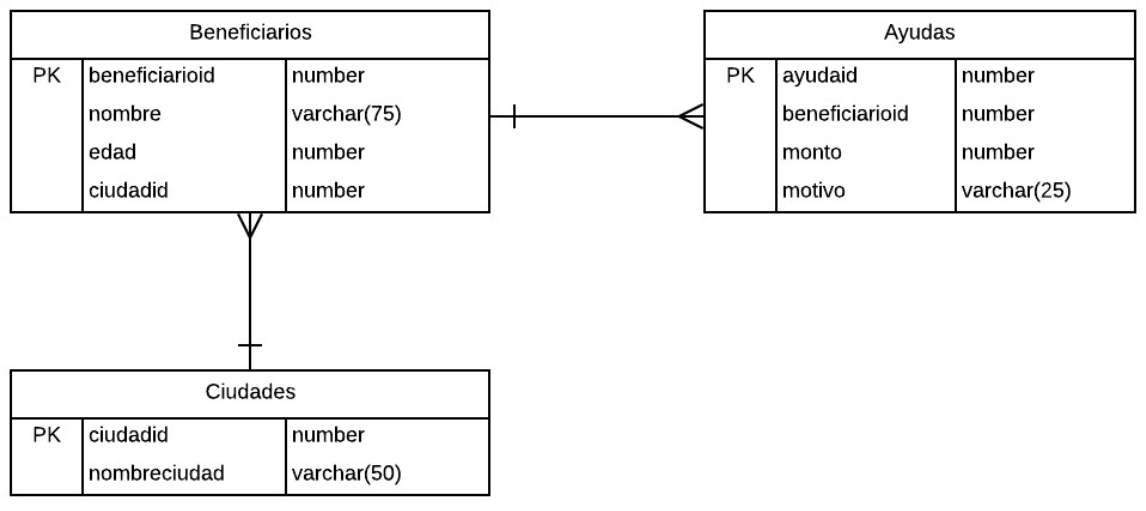 Beneficiarios
PK beneficiarioid number
nombre varchar(75)
edad number
ciudadid number
Ayudas
PK ayudaid number
beneficiarioid number
monto number
motivo varchar(25)
Ciudades
PK ciudadid number
nombreciudad varchar(50)